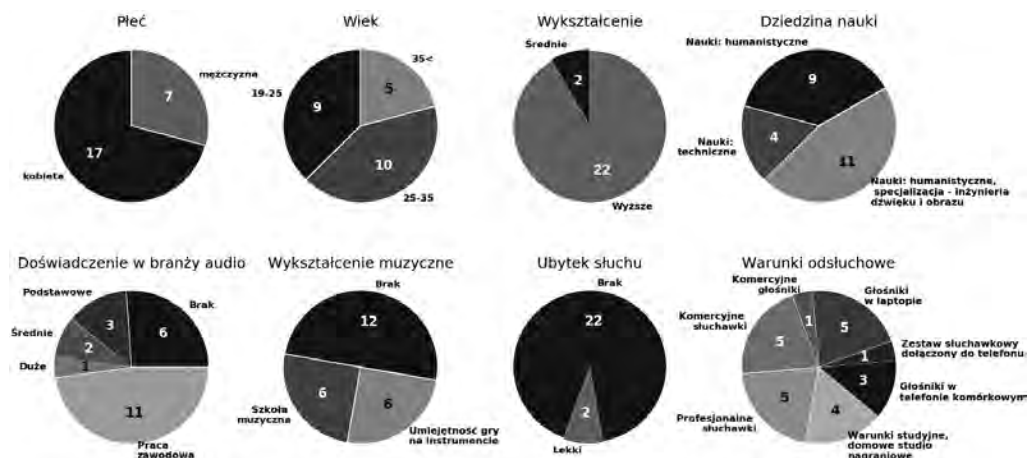 Płeć
mężczyzna
7
17
kobieta
Wiek
35<
19-25
5
9
10
25-35
Wykształcenie
Średnie
2
22
Wyższe
Dziedzina nauki
Nauki: humanistyczne
9
Nauki:
techniczne
4
11
Nauki: humanistyczne,
specjalizacja - inżynieria
dźwięku i obrazu
Doświadczenie w branży audio
Podstawowe
Brak
3
6
Średnie
2
Duże
1
11
Praca
zawodowa
Wykształcenie muzyczne
Brak
12
6
6
Szkoła
muzyczna
Umiejętność gry
na instrumencie
Ubytek słuchu
Brak
22
2
Lekki
Warunki odsłuchowe
Komercyjne
głośniki
Głośniki
w laptopie
1
5
Komercyjne
słuchawki
5
Zestaw słuchawkowy
dołączony do telefonu
1
3
Głośniki w
telefonie komórkowym
5
4
Profesjonalne
słuchawki
Warunki studyjne,
domowe studio
nagraniowe